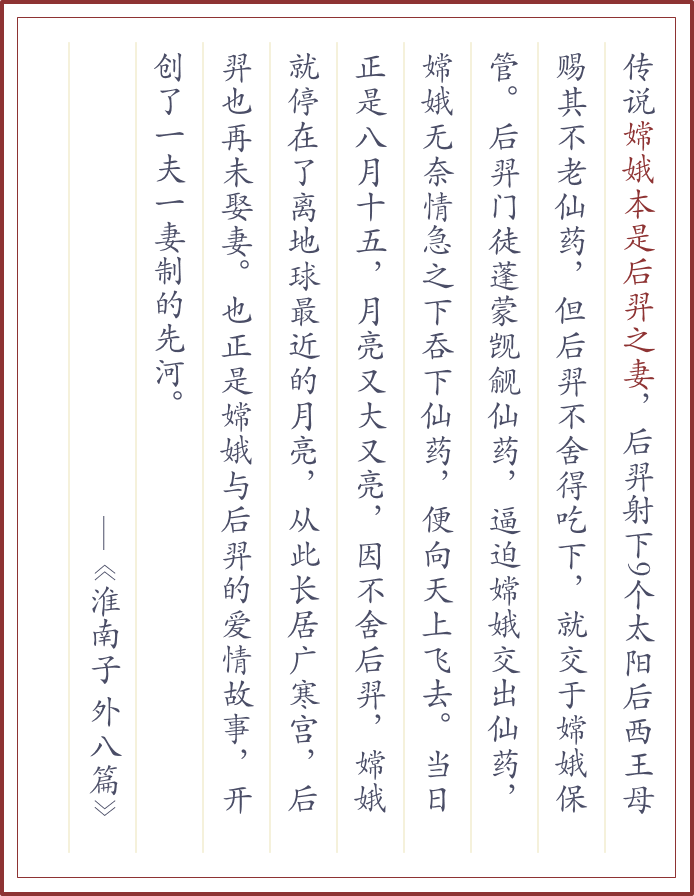 传说嫦娥本是后羿之妻，后羿射下9个太阳后西王母
赐其不老仙药，但后羿不舍得吃下，就交于嫦娥保
管。后羿门徒蓬蒙觊觎仙药，逼迫嫦娥交出仙药，
嫦娥无奈情急之下吞下仙药，便向天上飞去。当日
正是八月十五，月亮又大又亮，因不舍后羿，嫦娥
就停在了离地球最近的月亮，从此长居广寒宫，后
羿也再未娶妻。也正是嫦娥与后羿的爱情故事，开
创了一夫一妻制的先河。
——《淮南子 外八篇》